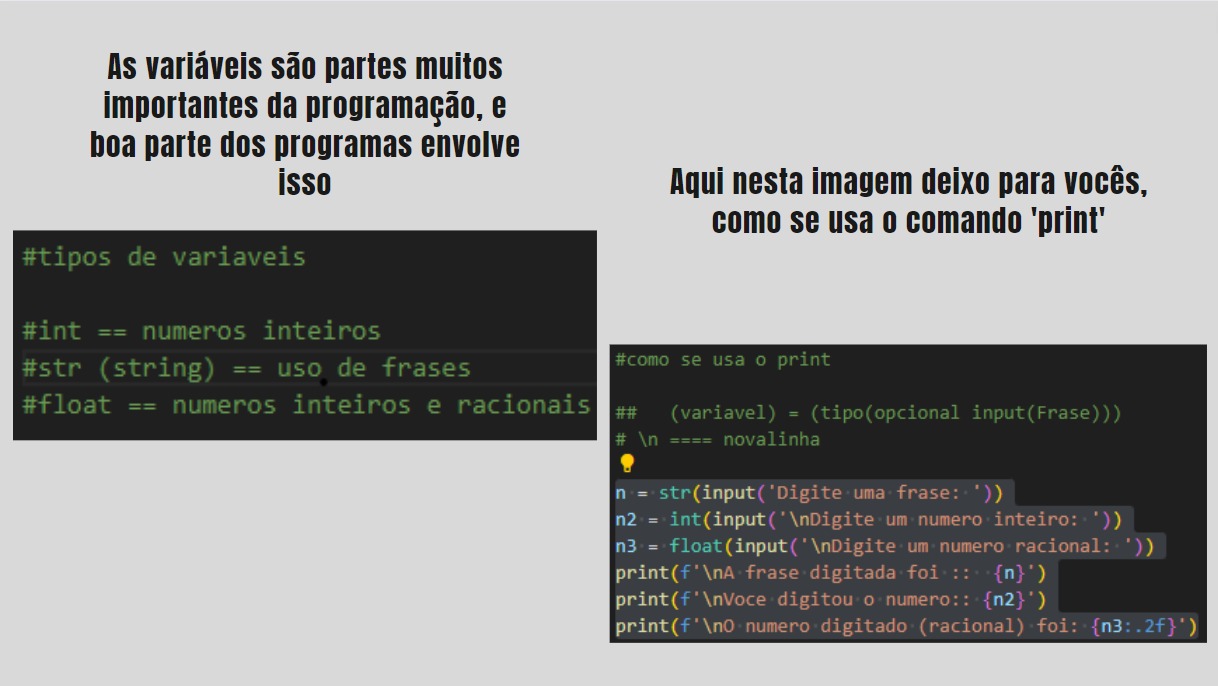 As variáveis são partes muitos
importantes da programação, e
boa parte dos programas envolve
isso
#tipos de variaveis
#int == numeros inteiros
#str (string) == uso de frases
#float == numeros inteiros e racionais
Aqui nesta imagem deixo para vocês,
como se usa o comando 'print'
#como se usa o print
##   (variavel) = (tipo(opcional input(Frase)))
# \n ==== novalinha
n = str(input('Digite uma frase: '))
n2 = int(input('\nDigite um numero inteiro: '))
n3 = float(input('\nDigite um numero racional: '))
print(f'\nA frase digitada foi ::  {n}')
print(f'\nVoce digitou o numero:: {n2}')
print(f'\nO numero digitado (racional) foi: {n3:.2f}')